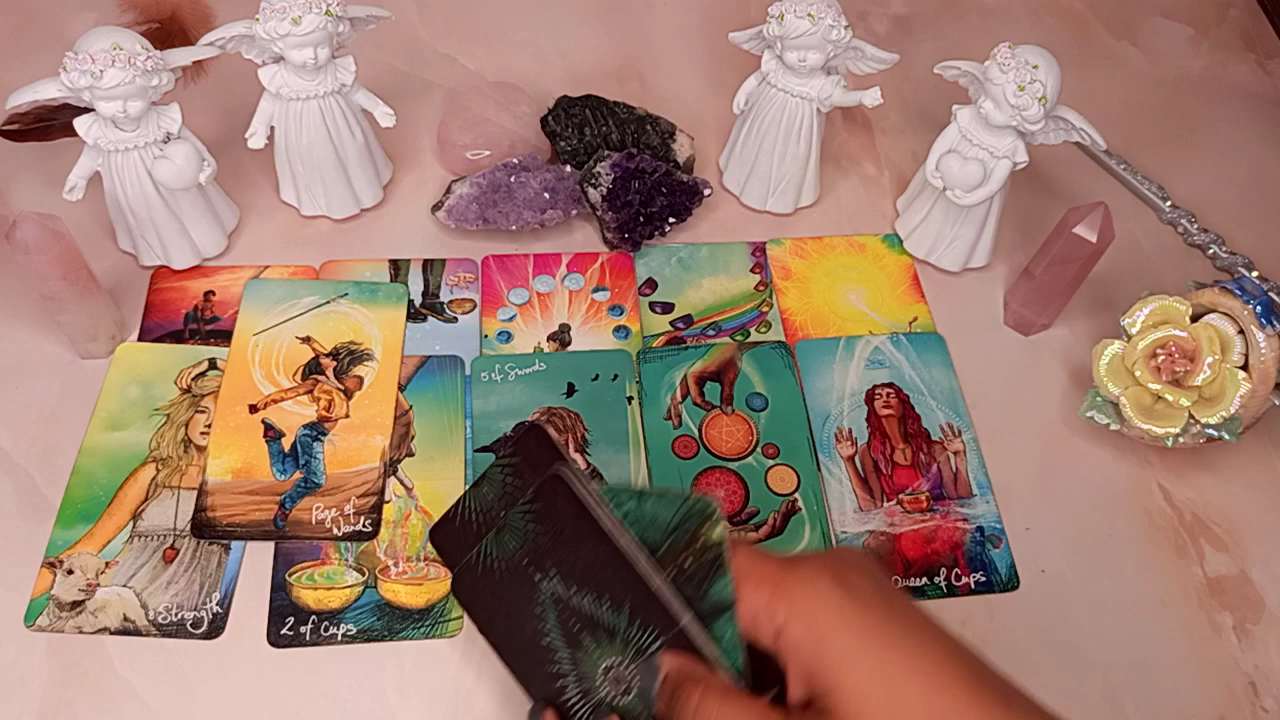 5 of Swords
Page of
Wands
Queen of Cups
8 Strength
2 of Cups